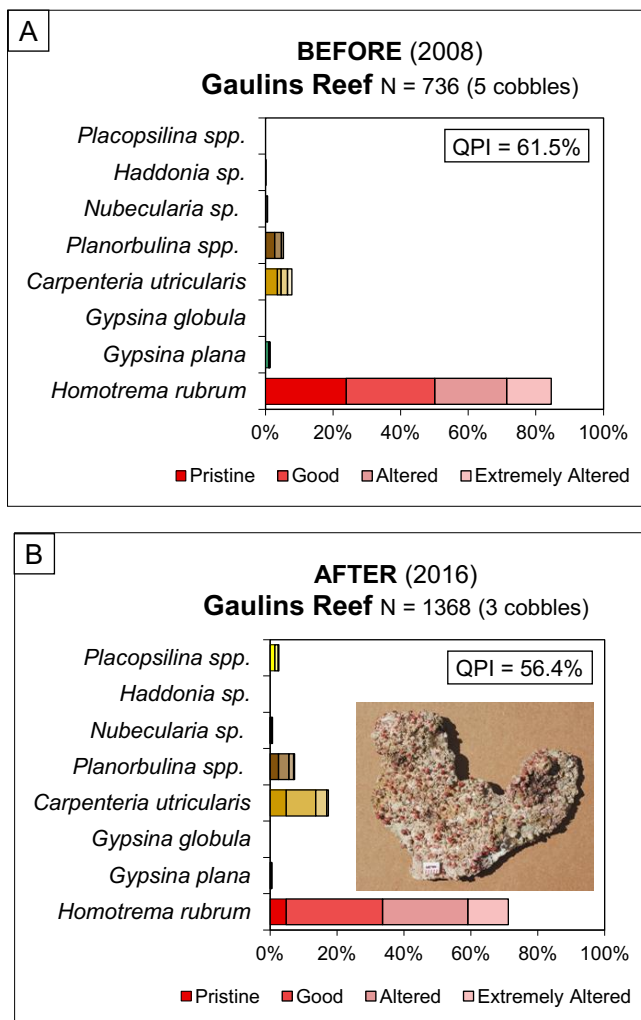 A
BEFORE (2008)
Gaulins Reef N = 736 (5 cobbles)
QPI = 61.5%
Placopsilina spp.
Haddonia sp.
Nubecularia sp.
Planorbulina spp.
Carpenteria utricularis
Gypsina globula
Gypsina plana
Homotrema rubrum
0% 20% 40% 60% 80% 100%
Pristine Good Altered Extremely Altered
B
AFTER (2016)
Gaulins Reef N = 1368 (3 cobbles)
QPI = 56.4%
Placopsilina spp.
Haddonia sp.
Nubecularia sp.
Planorbulina spp.
Carpenteria utricularis
Gypsina globula
Gypsina plana
Homotrema rubrum
0% 20% 40% 60% 80% 100%
Pristine Good Altered Extremely Altered